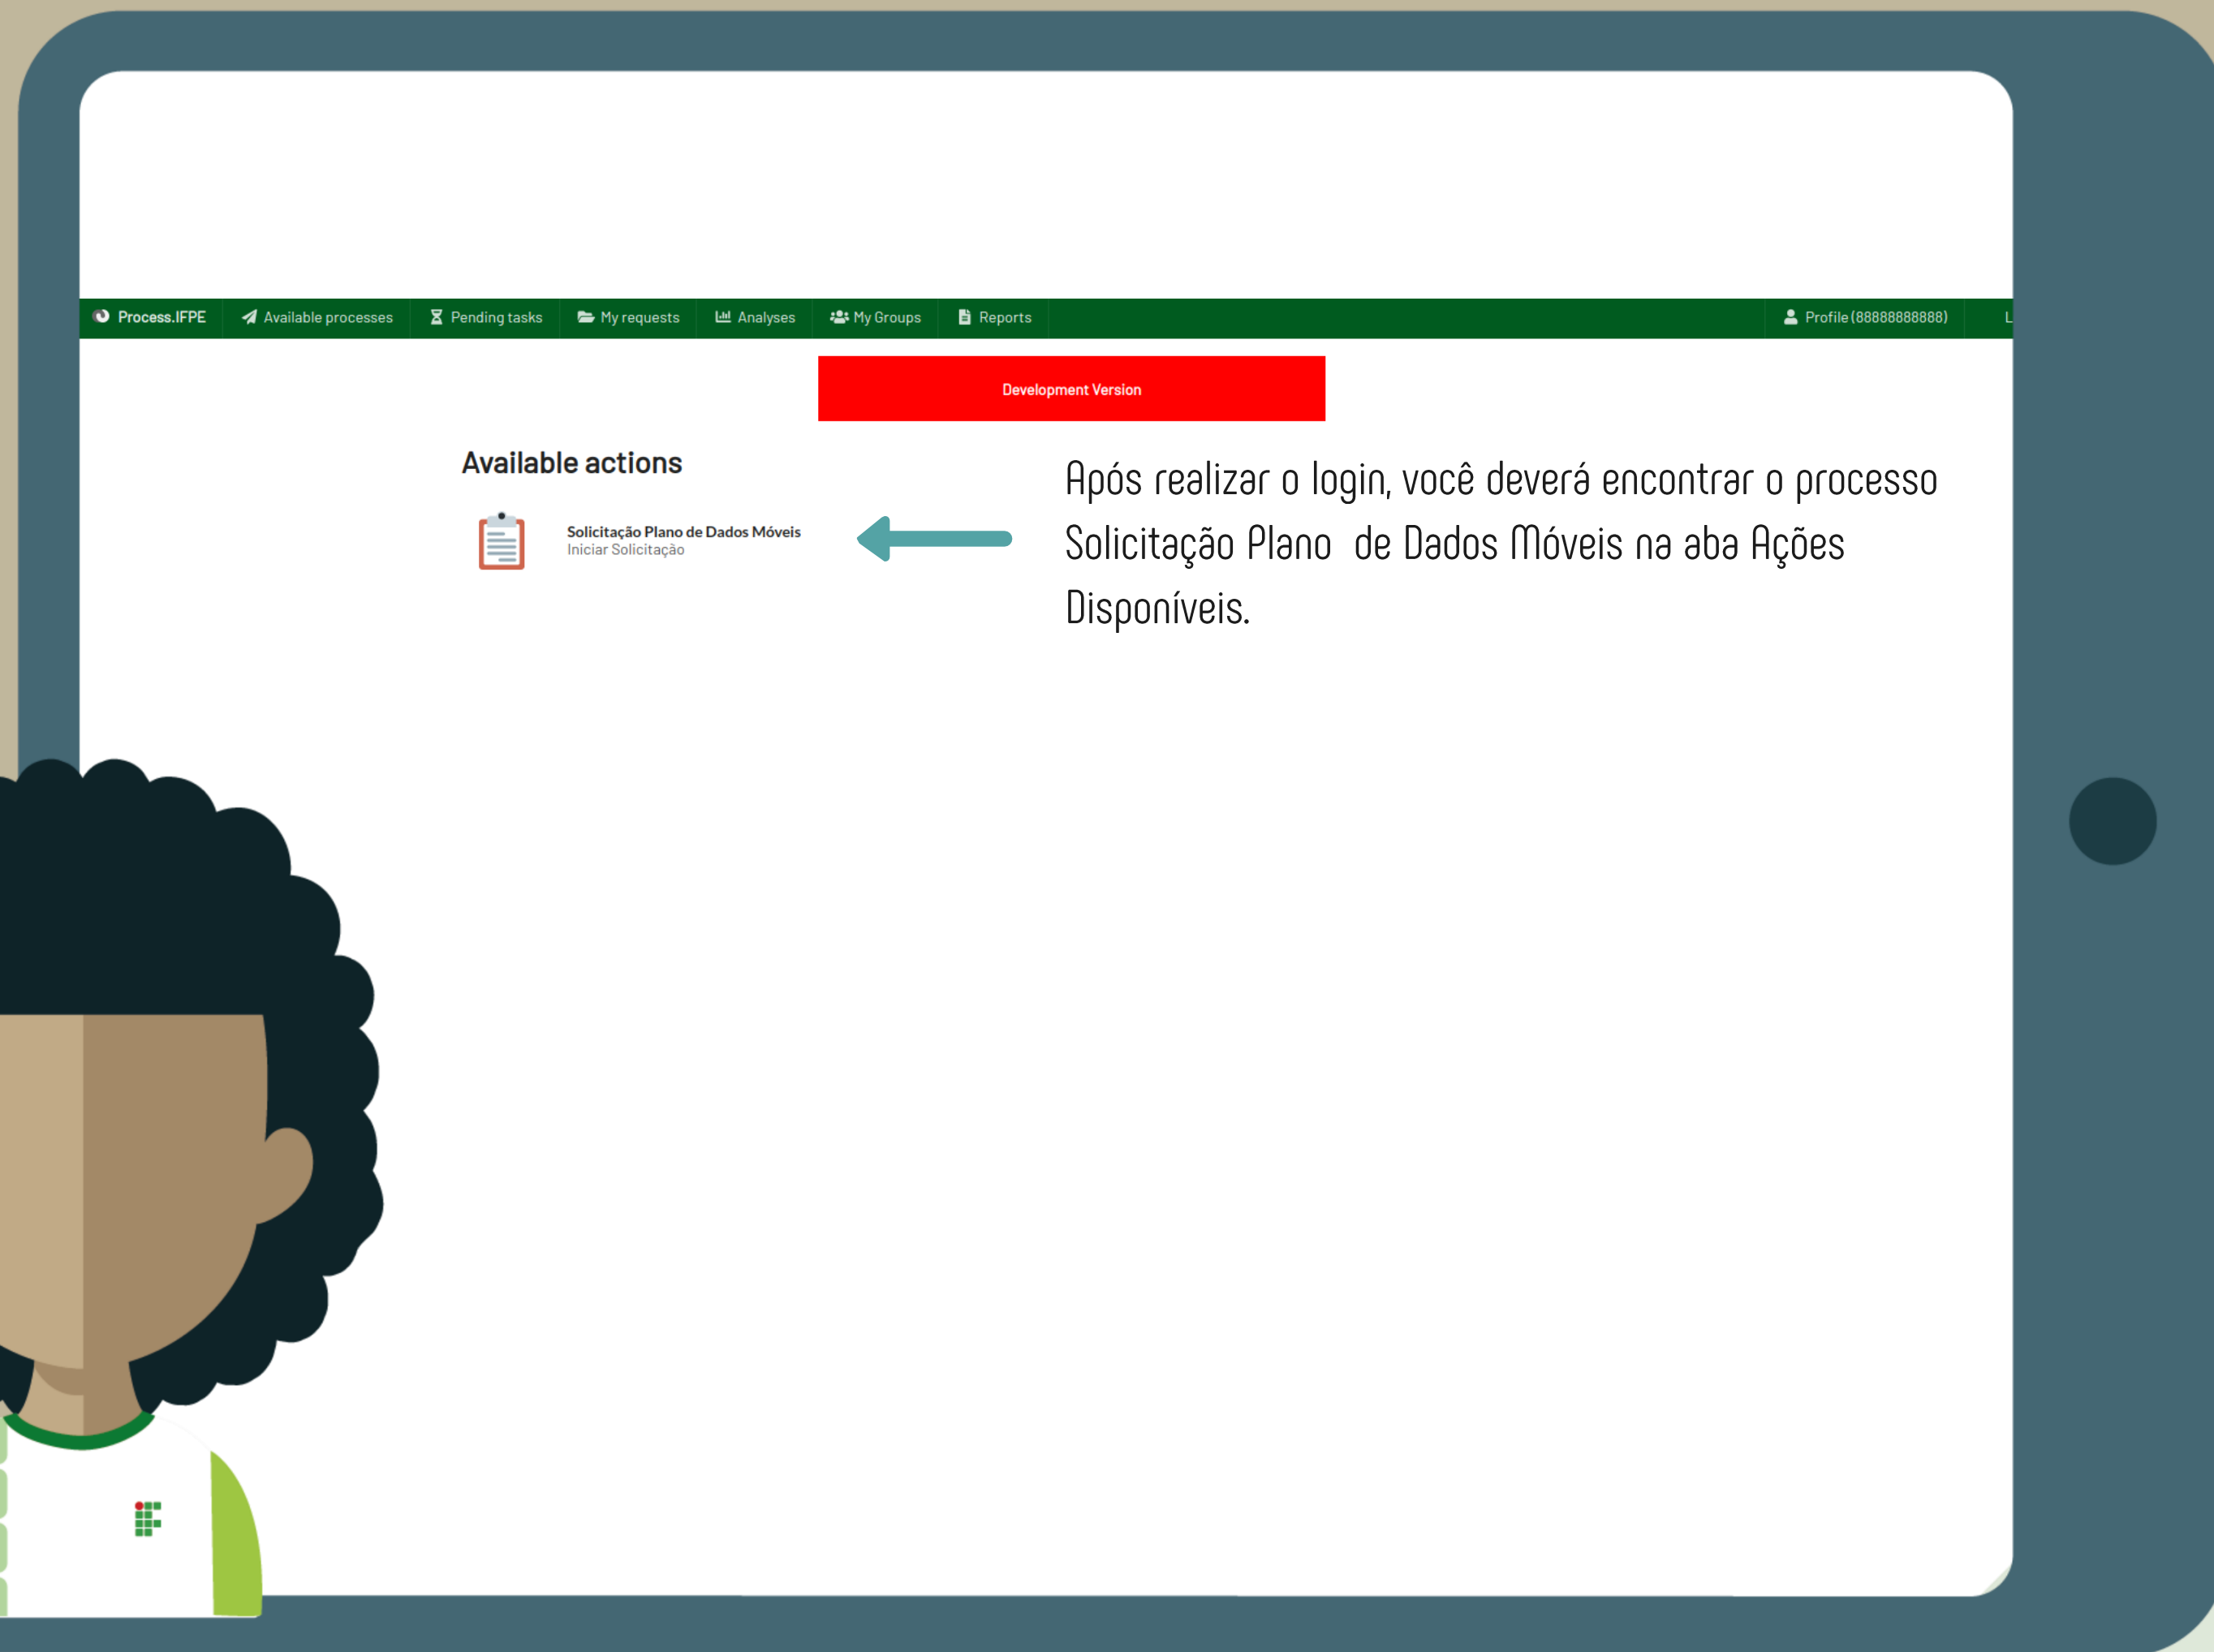 Process.IFPE Available processes Pending tasks My requests Analyses My Groups Reports Profile (88888888888) L
Development Version
Available actions
Solicitação Plano de Dados Móveis
Iniciar Solicitação
Após realizar o login, você deverá encontrar o processo
Solicitação Plano de Dados Móveis na aba Ações
Disponíveis.